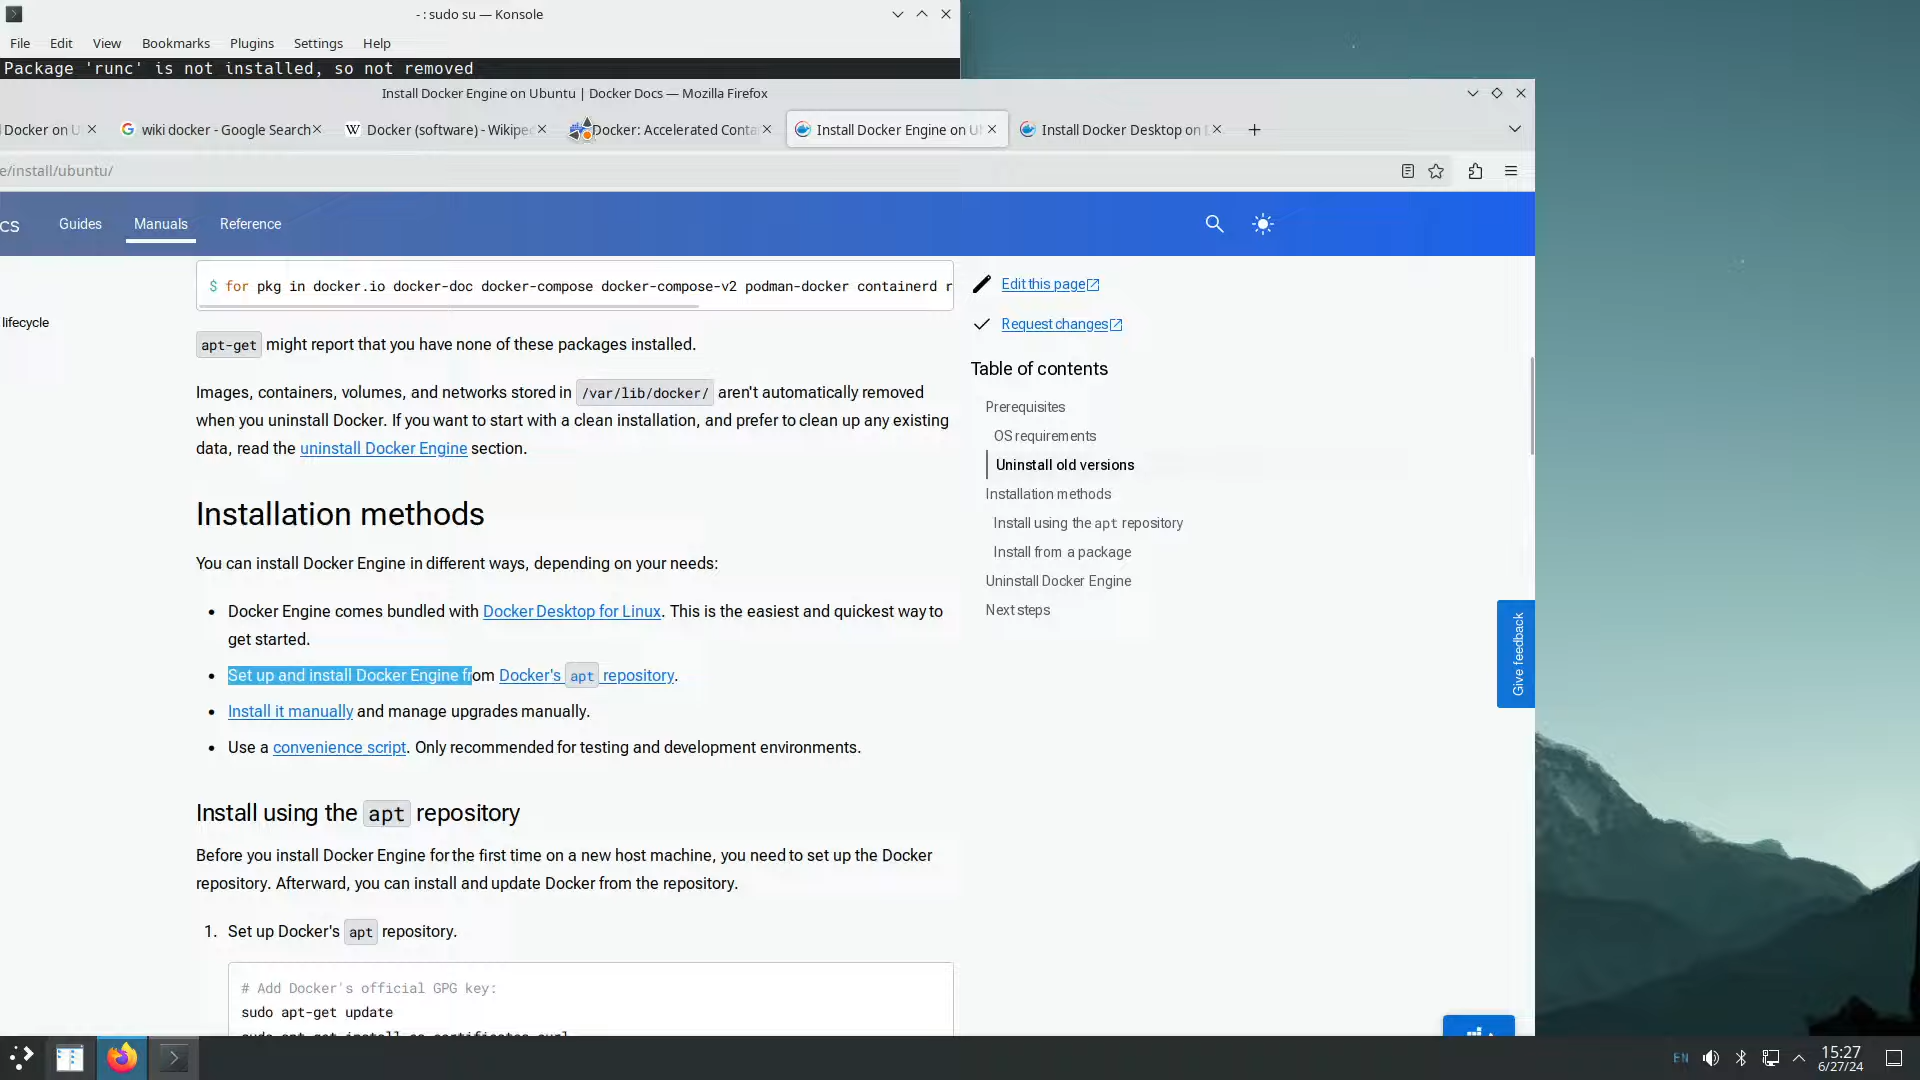 - : sudo su — Konsole
File Edit View Bookmarks Plugins Settings Help
Package 'runc' is not installed, so not removed
Install Docker Engine on Ubuntu | Docker Docs — Mozilla Firefox
Docker on U
wiki docker - Google Search
W Docker (software) - Wikipe
Docker: Accelerated Conta
Install Docker Engine on U
Install Docker Desktop on
e/install/ubuntu/
cs Guides Manuals Reference
$ for pkg in docker.io docker-doc docker-compose docker-compose-v2 podman-docker containerd r
lifecycle
apt-get might report that you have none of these packages installed.
Images, containers, volumes, and networks stored in /var/lib/docker/ aren't automatically removed
when you uninstall Docker. If you want to start with a clean installation, and prefer to clean up any existing
data, read the uninstall Docker Engine section.
Installation methods
You can install Docker Engine in different ways, depending on your needs:
• Docker Engine comes bundled with Docker Desktop for Linux. This is the easiest and quickest way to
get started.
• Set up and install Docker Engine from Docker's apt repository.
• Install it manually and manage upgrades manually.
• Use a convenience script. Only recommended for testing and development environments.
Install using the apt repository
Before you install Docker Engine for the first time on a new host machine, you need to set up the Docker
repository. Afterward, you can install and update Docker from the repository.
1. Set up Docker's apt repository.
# Add Docker's official GPG key:
sudo apt-get update
sudo apt-get install ca-certificates curl
Edit this page
Request changes
Table of contents
Prerequisites
OS requirements
Uninstall old versions
Installation methods
Install using the apt repository
Install from a package
Uninstall Docker Engine
Next steps
Give feedback
EN
15:27
6/27/24